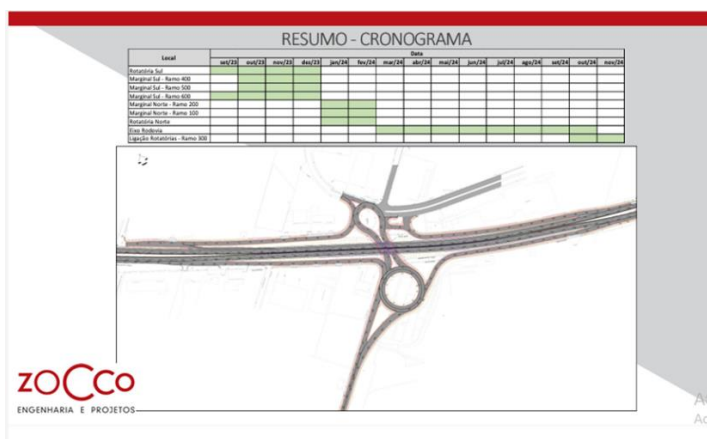 RESUMO - CRONOGRAMA
Local Data
set/23 out/23 nov/23 dez/23 jan/24 fev/24 mar/24 abr/24 mai/24 jun/24 jul/24 ago/24 set/24 out/24 nov/24
Rotatória Sul
Marginal Sul - Ramo 400
Marginal Sul - Ramo 500
Marginal Sul - Ramo 600
Marginal Norte - Ramo 200
Marginal Norte - Ramo 100
Rotatória Norte
Eixo Rodovia
Ligação Rotatórias - Ramo 300
ZOCCO
ENGENHARIA E PROJETOS